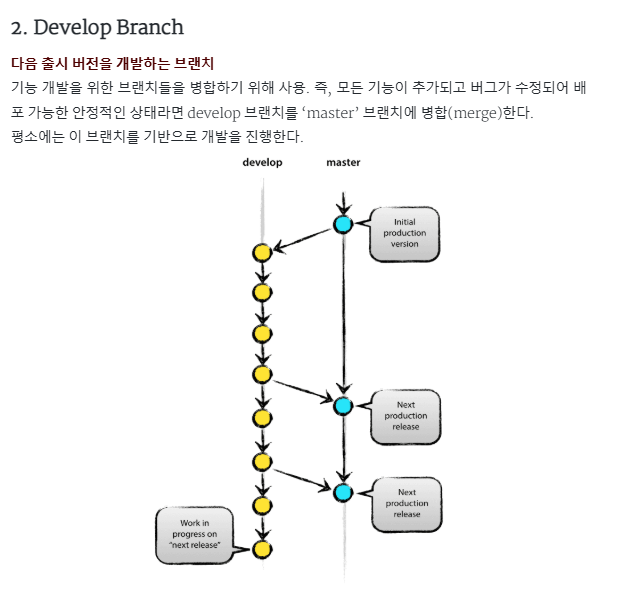 2. Develop Branch
다음 출시 버전을 개발하는 브랜치
기능 개발을 위한 브랜치들을 병합하기 위해 사용. 즉, 모든 기능이 추가되고 버그가 수정되어 배
포 가능한 안정적인 상태라면 develop 브랜치를 ‘master’ 브랜치에 병합(merge)한다.
평소에는 이 브랜치를 기반으로 개발을 진행한다.
develop master
Initial
production
version
Next
production
release
Next
production
release
Work in
progress on
"next release"